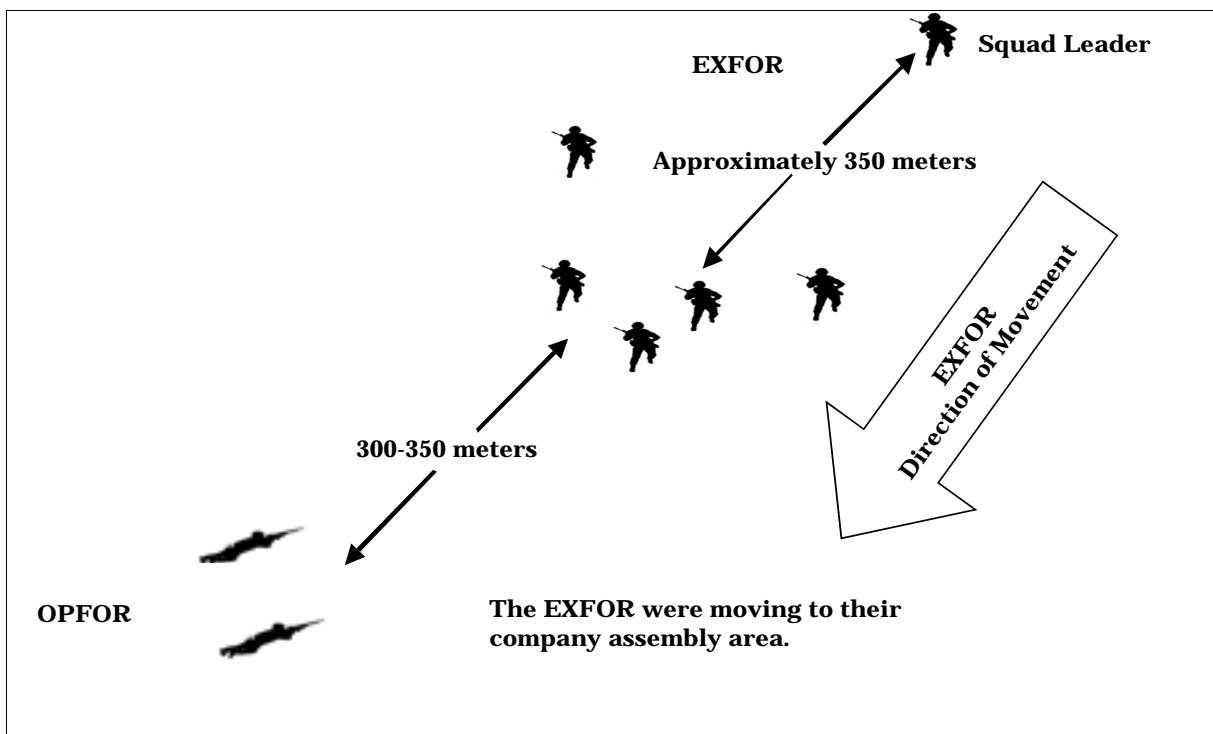 Squad Leader
EXFOR
Approximately 350 meters
EXFOR
Direction of Movement
300-350 meters
OPFOR
The EXFOR were moving to their
company assembly area.